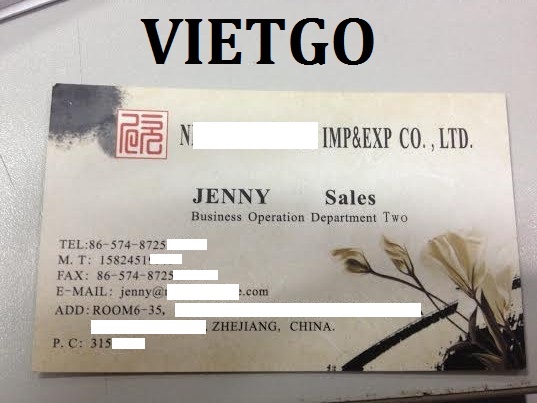 VIETGO
N IMP&EXP CO., LTD.
JENNY Sales
Business Operation Department Two
TEL:86-574-8725
M. T: 1582451
FAX: 86-574-8725
E-MAIL: jenny@ e.com
ADD:ROOM6-35,
, ZHEJIANG, CHINA.
P. C: 315